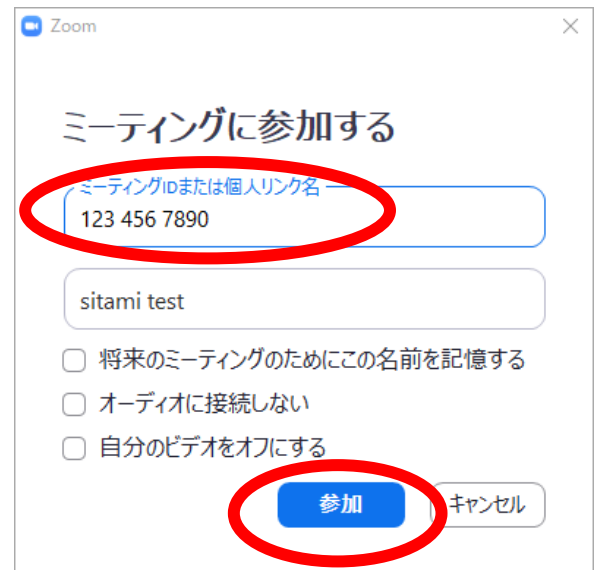 Zoom
ミーティングに参加する
ミーティングIDまたは個人リンク名
123 456 7890
sitami test
将来のミーティングのためにこの名前を記憶する
オーディオに接続しない
自分のビデオをオフにする
参加 キャンセル